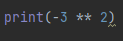 print(-3 ** 2)